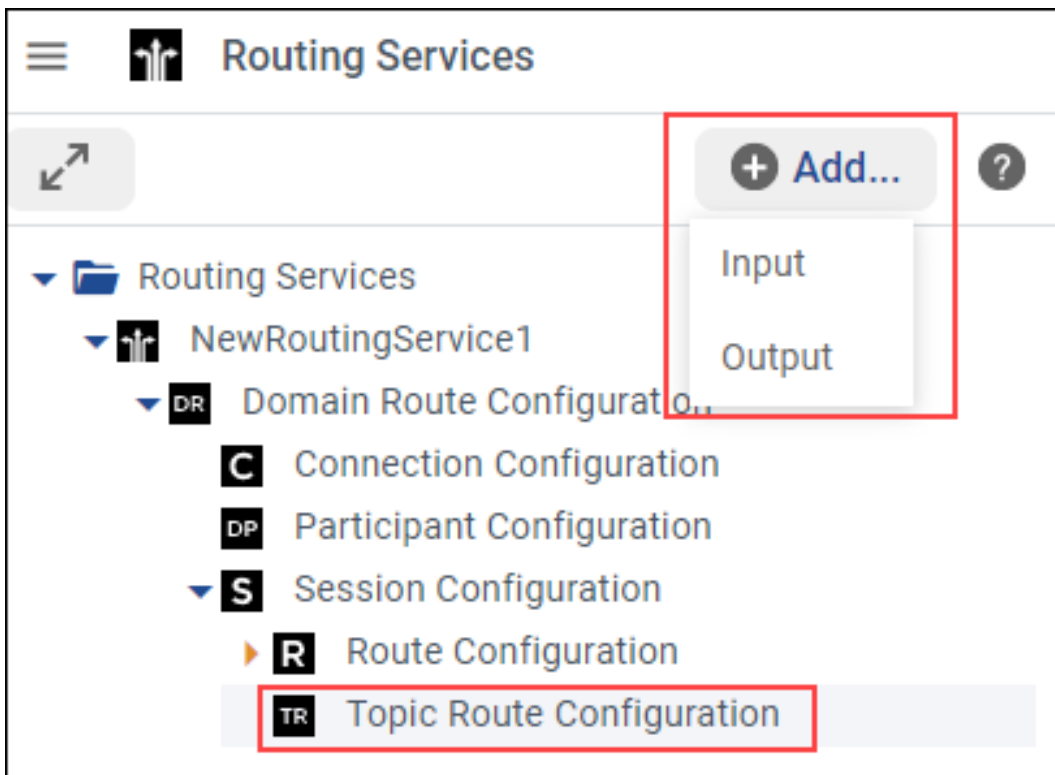 Routing Services
Add...
?
Input
Output
Routing Services
NewRoutingService1
DR Domain Route Configuration
C Connection Configuration
DP Participant Configuration
S Session Configuration
R Route Configuration
TR Topic Route Configuration